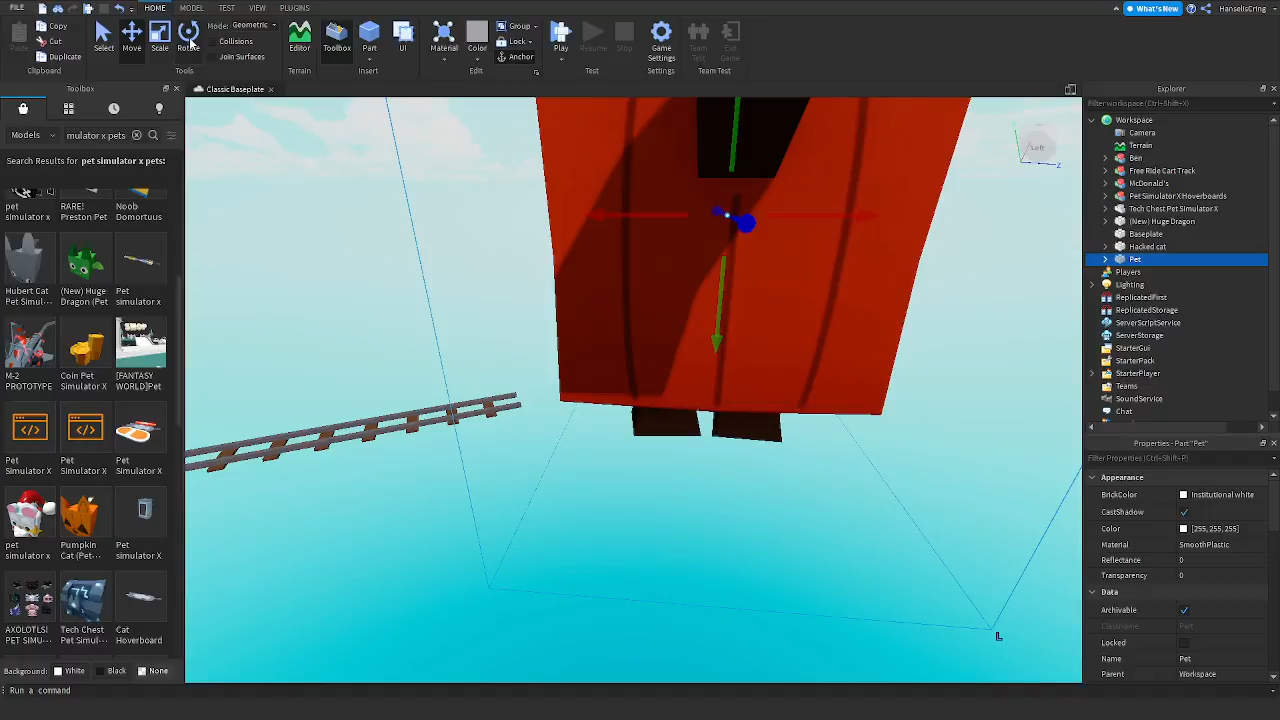 FILE HOME MODEL TEST VIEW PLUGINS What's New HansellsCring
Copy
Paste Cut
Duplicate
Clipboard
Select Move Scale Rotate
Mode: Geometric
Collisions
Join Surfaces
Tools
Editor
Terrain
Toolbox Part UI
Insert
Material Color
Group
Lock
Anchor
Edit
Play Resume Stop
Test
Game
Settings
Settings
Team
Test
Exit
Game
Team Test
Toolbox
Classic Baseplate
Models mulator x pets
Search Results for pet simulator x pets:
pet
simulator x
RARE!
Preston Pet
Noob
Domortuus
Hubert Cat
Pet Simul...
(New) Huge
Dragon (Pet
Pet
simulator x
M-2
PROTOTYPE
Coin Pet
Simulator X
[FANTASY
WORLD]Pet
Pet
Simulator X
Pet
Simulator X
Pet
Simulator X
pet
simulator x
Pumpkin
Cat (Pet-
Pet
simulator X
AXOLOTLS!
PET SIMU...
Tech Chest
Pet Simul...
Cat
Hoverboard
Background: White Black None
Run a command
Left
Z
L
Explorer
Filter workspace (Ctrl+Shift+X)
Workspace
Camera
Terrain
Ben
Free Ride Cart Track
McDonald's
Pet Simulator X Hoverboards
Tech Chest Pet Simulator X
(New) Huge Dragon
Baseplate
Hacked cat
Pet
Players
Lighting
ReplicatedFirst
ReplicatedStorage
ServerScriptService
ServerStorage
StarterGui
StarterPack
StarterPlayer
Teams
SoundService
Chat
Properties - Part "Pet"
Filter Properties (Ctrl+Shift+P)
Appearance
BrickColor Institutional white
CastShadow
Color [255, 255, 255]
Material SmoothPlastic
Reflectance 0
Transparency 0
Data
Archivable
Classname Part
Locked
Name Pet
Parent Workspace